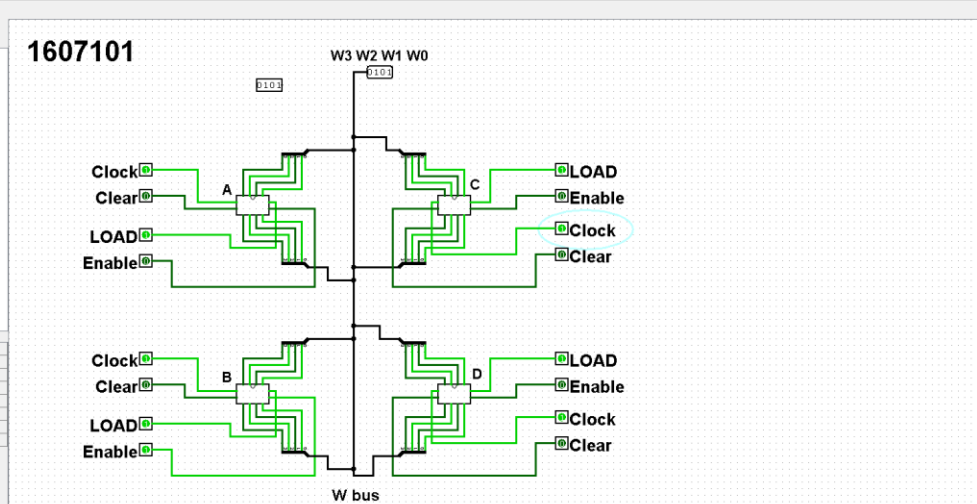 1607101
W3 W2 W1 W0
0101
0101
Clock
A
C
LOAD
Clear
Enable
LOAD
Clock
Enable
Clear
Clock
B
D
LOAD
Clear
Enable
LOAD
Clock
Enable
Clear
W bus